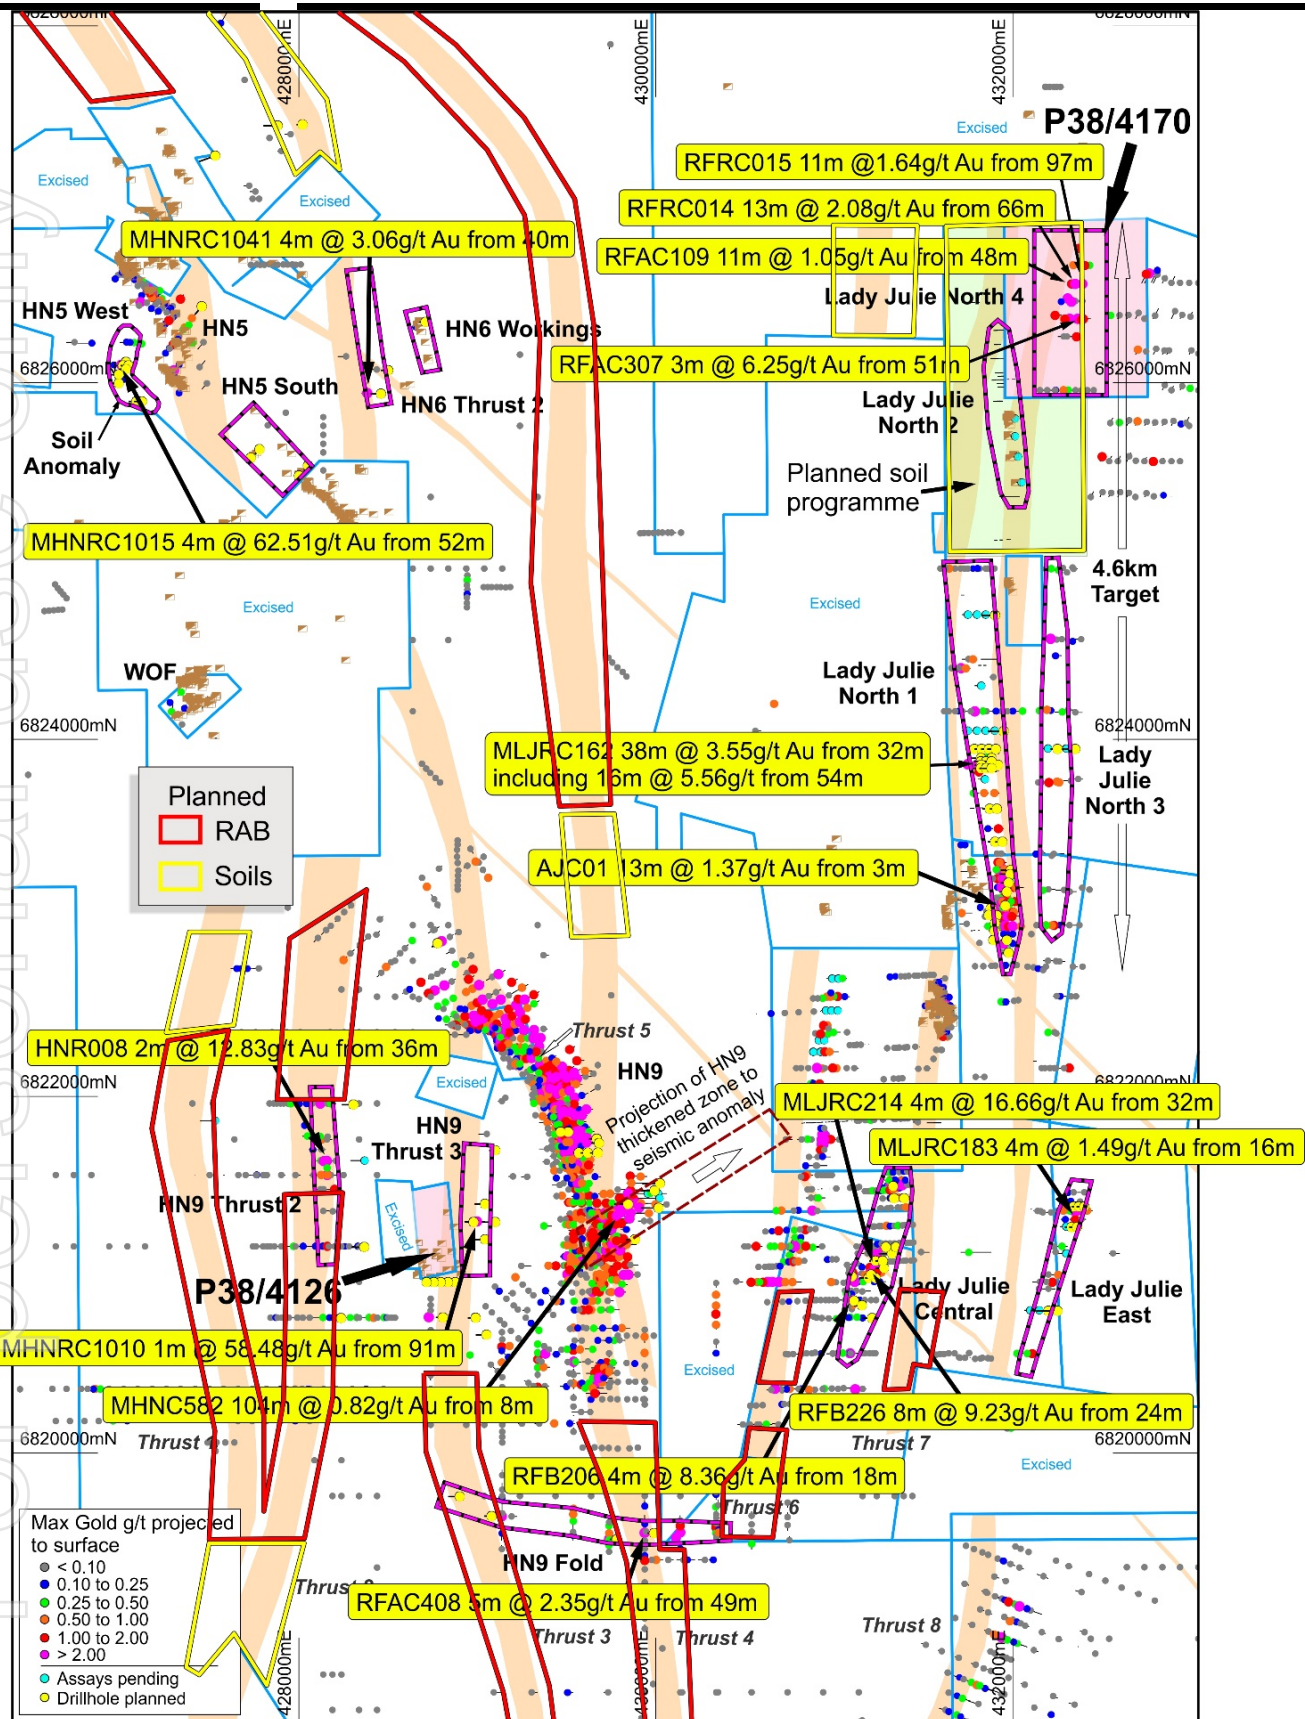 6828000mN
6828000mN
428000mE
430000mE
432000mE
Excised
P38/4170
RFRC015 11m @1.64g/t Au from 97m
Excised
Excised
RFRC014 13m @ 2.08g/t Au from 66m
MHNRC1041 4m @ 3.06g/t Au from 40m
RFAC109 11m @ 1.05g/t Au from 48m
Lady Julie North 4
HN5 West
HN5
HN6 Workings
6826000mN
RFAC307 3m @ 6.25g/t Au from 51m
6826000mN
HN5 South
HN6 Thrust 2
Lady Julie
North 2
Soil
Anomaly
Planned soil
programme
MHNRC1015 4m @ 62.51g/t Au from 52m
4.6km
Target
Excised
Excised
WOF
Lady Julie
North 1
6824000mN
6824000mN
MLJRC162 38m @ 3.55g/t Au from 32m
including 16m @ 5.56g/t from 54m
Lady
Julie
North 3
Planned
RAB
Soils
AJC01 13m @ 1.37g/t Au from 3m
Thrust 5
HNR008 2m @ 12.83g/t Au from 36m
HN9
Projection of HN9
thickened zone to
seismic anomaly
6822000mN
6822000mN
Excised
MLJRC214 4m @ 16.66g/t Au from 32m
HN9
Thrust 3
MLJRC183 4m @ 1.49g/t Au from 16m
HN9 Thrust 2
Excised
P38/4126
Lady Julie
Central
Lady Julie
East
MHNRC1010 1m @ 58.48g/t Au from 91m
Excised
MHNC582 104m @ 0.82g/t Au from 8m
RFB226 8m @ 9.23g/t Au from 24m
6820000mN
Thrust 1
Thrust 7
6820000mN
Excised
RFB206 4m @ 8.36g/t Au from 18m
Thrust 6
Max Gold g/t projected
to surface
< 0.10
0.10 to 0.25
0.25 to 0.50
0.50 to 1.00
1.00 to 2.00
> 2.00
Assays pending
Drillhole planned
HN9 Fold
Thrust
RFAC408 5m @ 2.35g/t Au from 49m
Thrust 3
Thrust 4
Thrust 8
428000mE
430000mE
432000mE